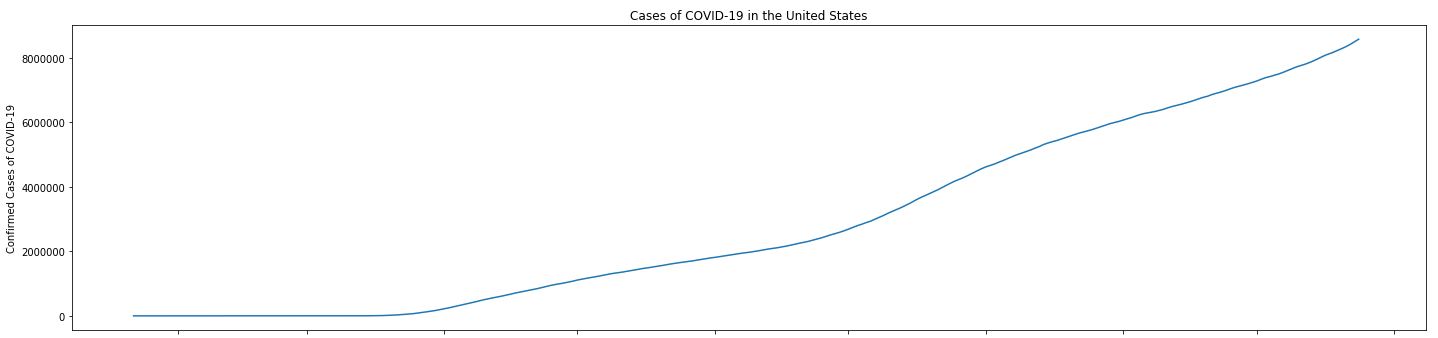 Cases of COVID-19 in the United States
8000000
6000000
4000000
2000000
0
Confirmed Cases of COVID-19